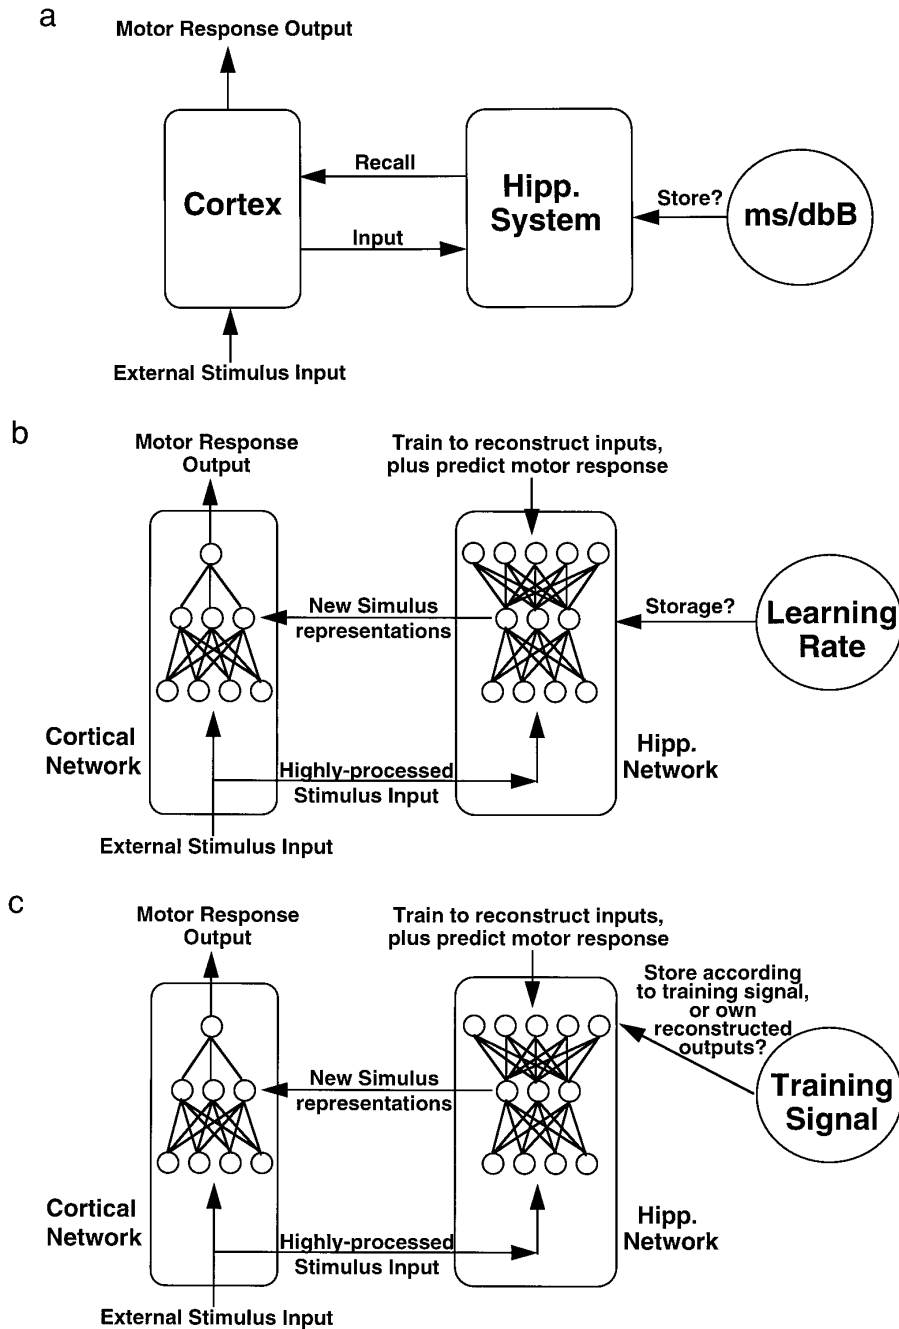 a
Motor Response Output
Recall
Cortex
Hipp.
System
Store?
ms/dbB
Input
External Stimulus Input
b
Motor Response
Output
Train to reconstruct inputs,
plus predict motor response
New Simulus
representations
Storage?
Learning
Rate
Cortical
Network
Hipp.
Network
Highly-processed
Stimulus Input
External Stimulus Input
c
Motor Response
Output
Train to reconstruct inputs,
plus predict motor response
Store according
to training signal,
or own
reconstructed
outputs?
New Simulus
representations
Training
Signal
Cortical
Network
Hipp.
Network
Highly-processed
Stimulus Input
External Stimulus Input